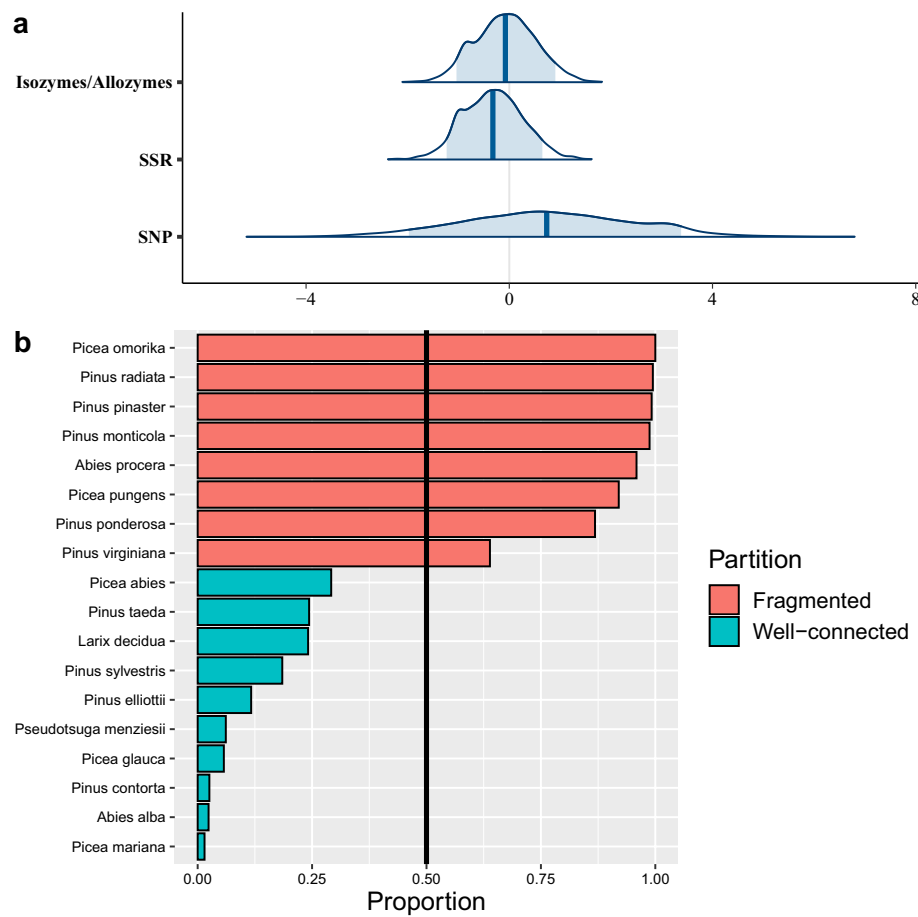 a
Isozymes/Allozymes
SSR
SNP
−4 0 4 8
b
Picea omorika
Pinus radiata
Pinus pinaster
Pinus monticola
Abies procera
Picea pungens
Pinus ponderosa
Pinus virginiana
Picea abies
Pinus taeda
Larix decidua
Pinus sylvestris
Pinus elliottii
Pseudotsuga menziesii
Picea glauca
Pinus contorta
Abies alba
Picea mariana
0.00 0.25 0.50 0.75 1.00
Proportion
Partition
Fragmented
Well−connected